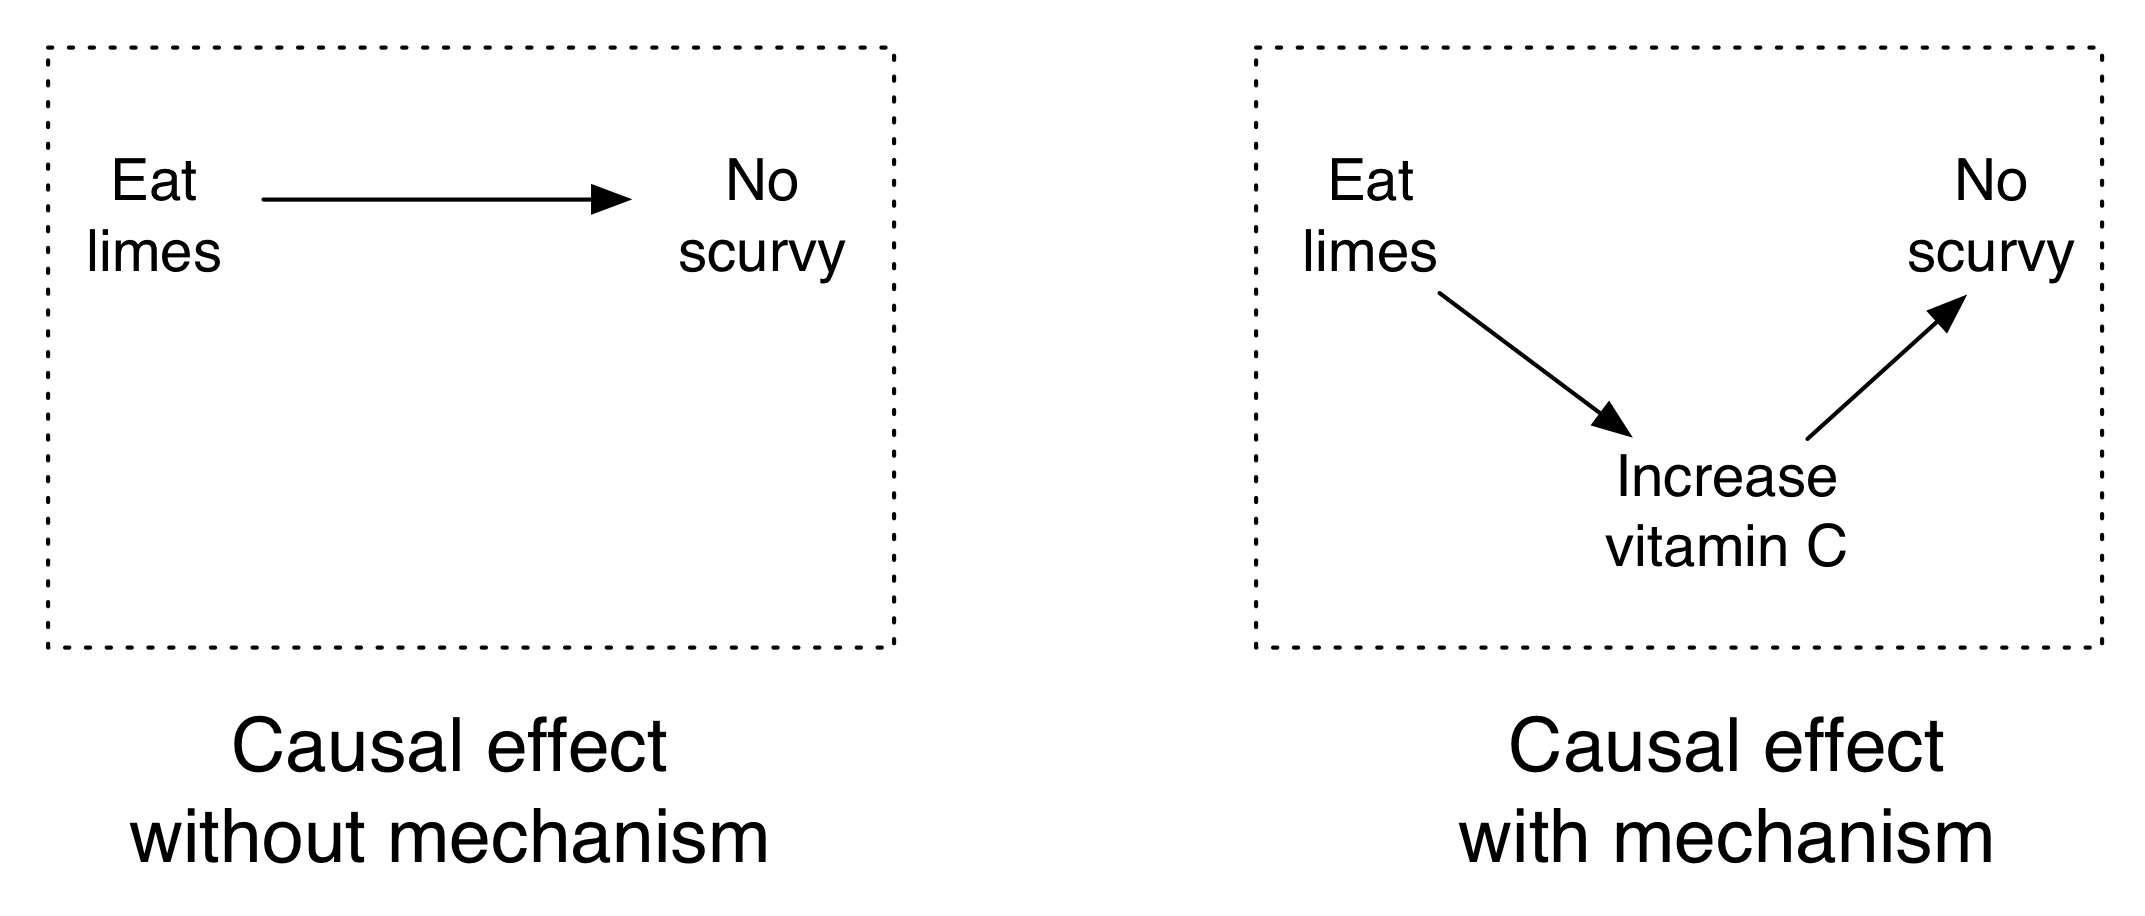 Eat
limes
No
scurvy
Causal effect
without mechanism
Eat
limes
No
scurvy
Increase
vitamin C
Causal effect
with mechanism